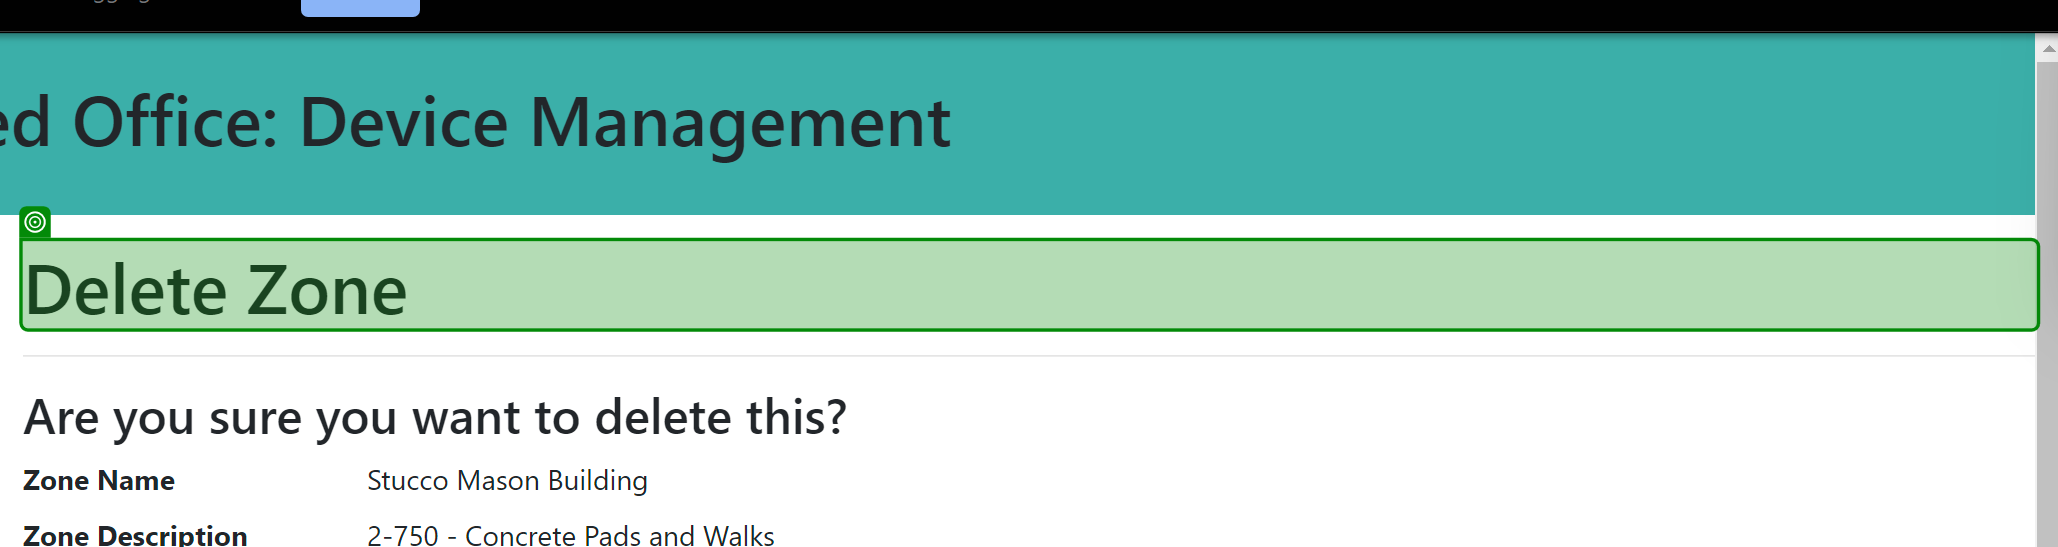 Office: Device Management
Delete Zone
Are you sure you want to delete this?
Zone Name Stucco Mason Building
Zone Description 2-750 - Concrete Pads and Walks